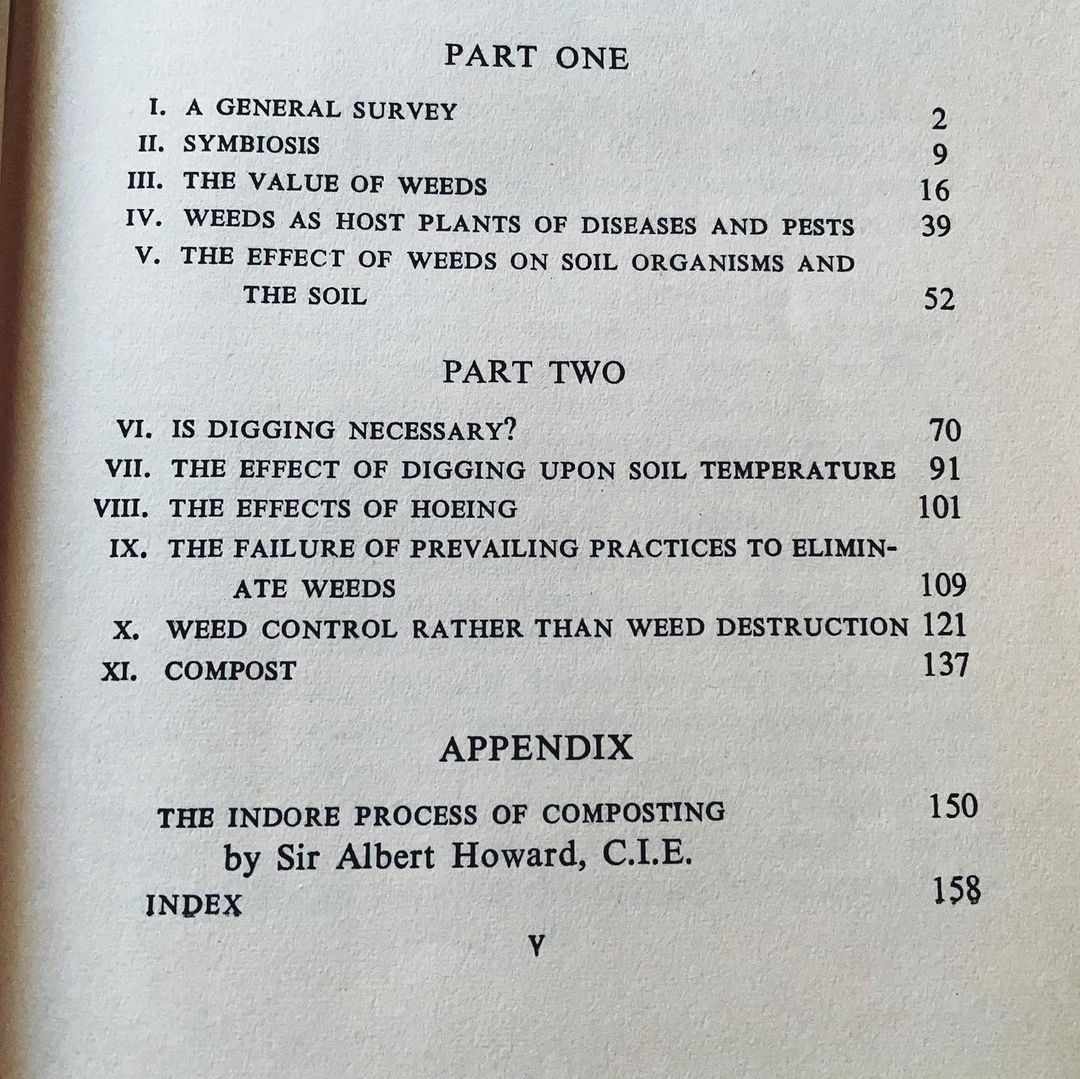 PART ONE
I. A GENERAL SURVEY 2
II. SYMBIOSIS 9
III. THE VALUE OF WEEDS 16
IV. WEEDS AS HOST PLANTS OF DISEASES AND PESTS 39
V. THE EFFECT OF WEEDS ON SOIL ORGANISMS AND
THE SOIL 52
PART TWO
VI. IS DIGGING NECESSARY? 70
VII. THE EFFECT OF DIGGING UPON SOIL TEMPERATURE 91
VIII. THE EFFECTS OF HOEING 101
IX. THE FAILURE OF PREVAILING PRACTICES TO ELIMIN-
ATE WEEDS 109
X. WEED CONTROL RATHER THAN WEED DESTRUCTION 121
XI. COMPOST 137
APPENDIX
THE INDORE PROCESS OF COMPOSTING 150
by Sir Albert Howard, C.I.E.
INDEX 158
V